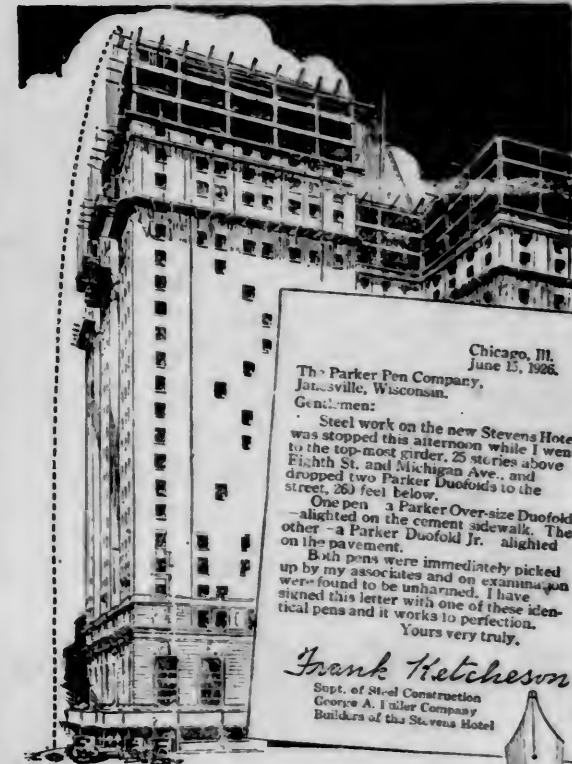 Chicago, Ill.
June 15, 1926.
The Parker Pen Company,
Janesville, Wisconsin.
Gentlemen:
Steel work on the new Stevens Hote
was stopped this afternoon while I wen
to the top-most girder, 25 stories above
Eighth St. and Michigan Ave., and
dropped two Parker Duofolds to the
street, 260 feet below.
One pen a Parker Over-size Duofold
—alighted on the cement sidewalk. The
other —a Parker Duofold Jr. alighted
on the pavement.
Both pens were immediately picked
up by my associates and on examination
were found to be unharmed. I have
signed this letter with one of these iden-
tical pens and it works to perfection.
Yours very truly,
Frank Ketcheson
Supt. of Steel Construction
George A. Fuller Company
Builders of the Stevens Hotel